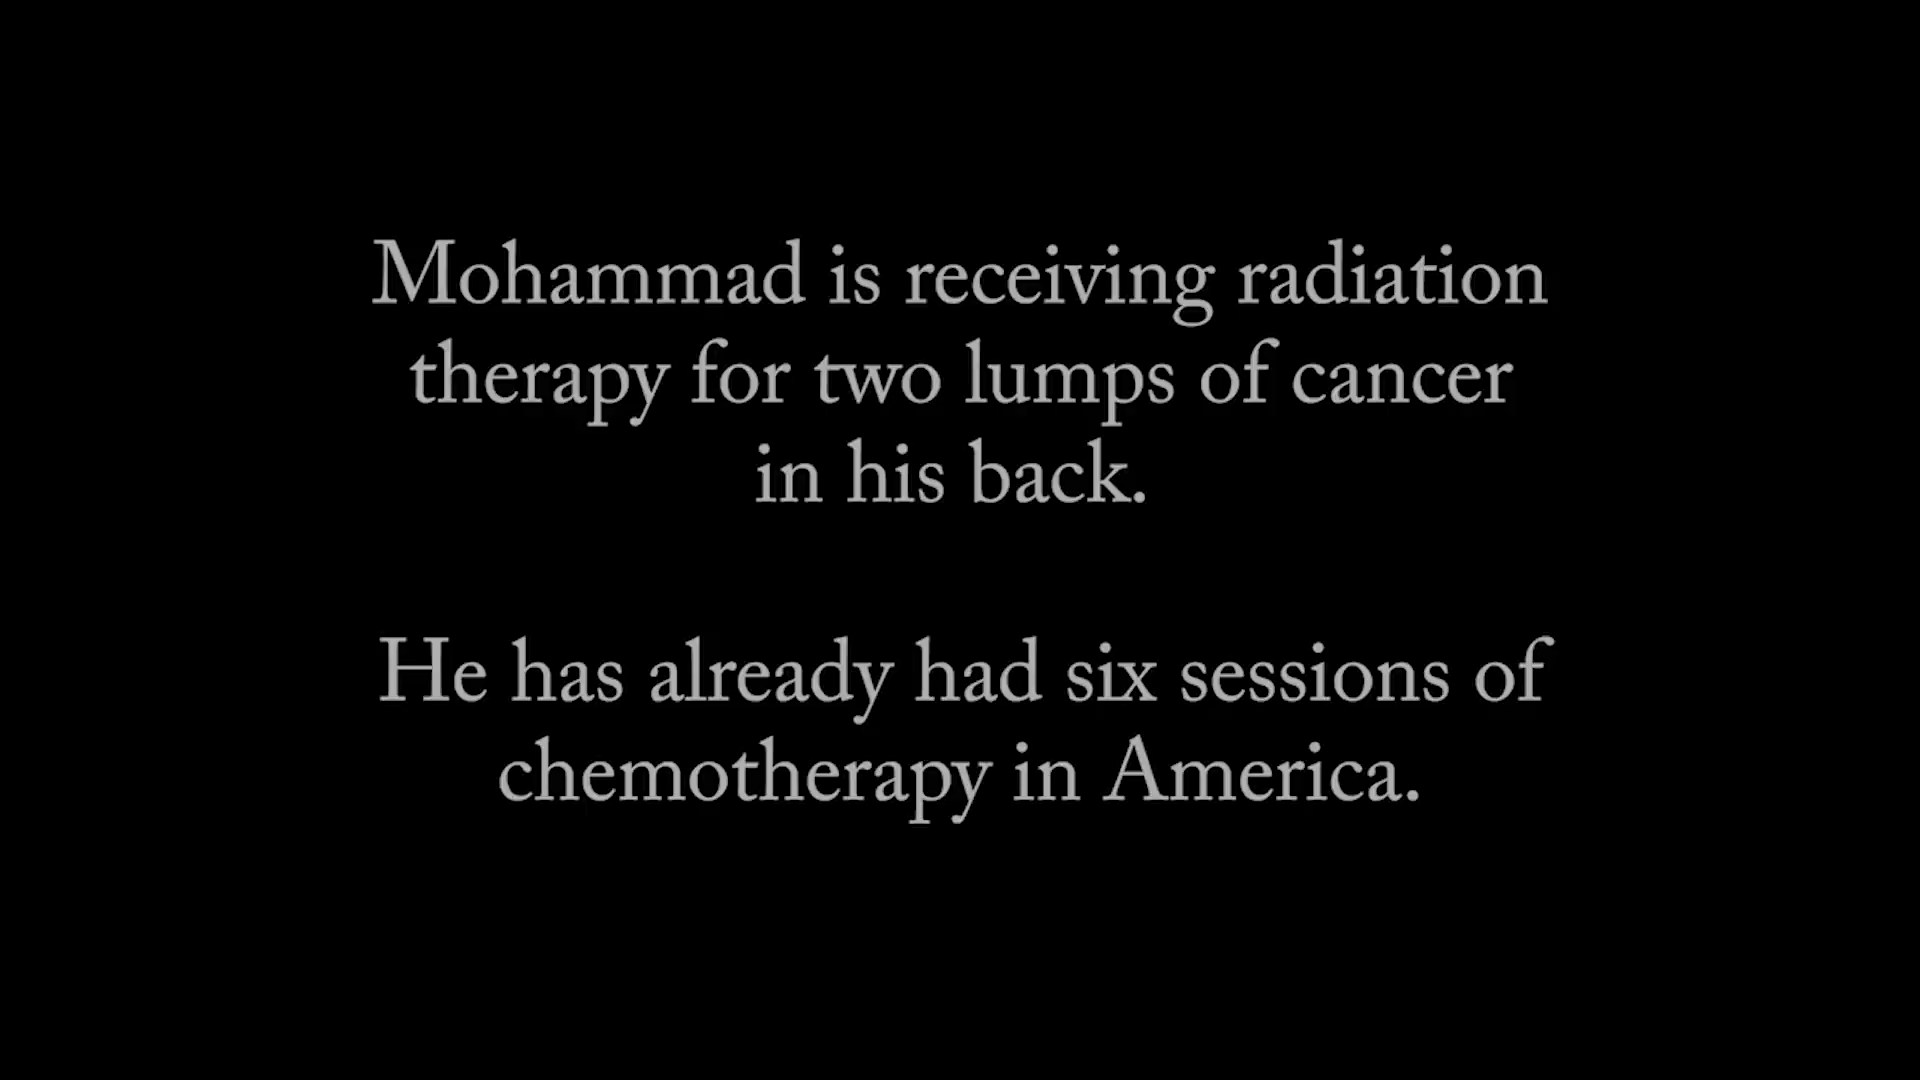 Mohammad is receiving radiation
therapy for two lumps of cancer
in his back.
He has already had six sessions of
chemotherapy in America.